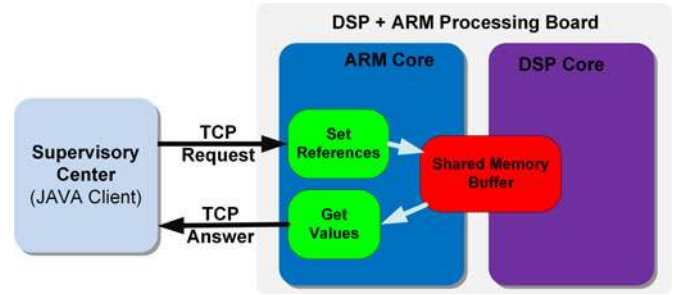 DSP + ARM Processing Board
ARM Core
DSP Core
TCP
Request
Set
References
Supervisory
Center
(JAVA Client)
Shared Memory
Buffer
TCP
Answer
Get
Values